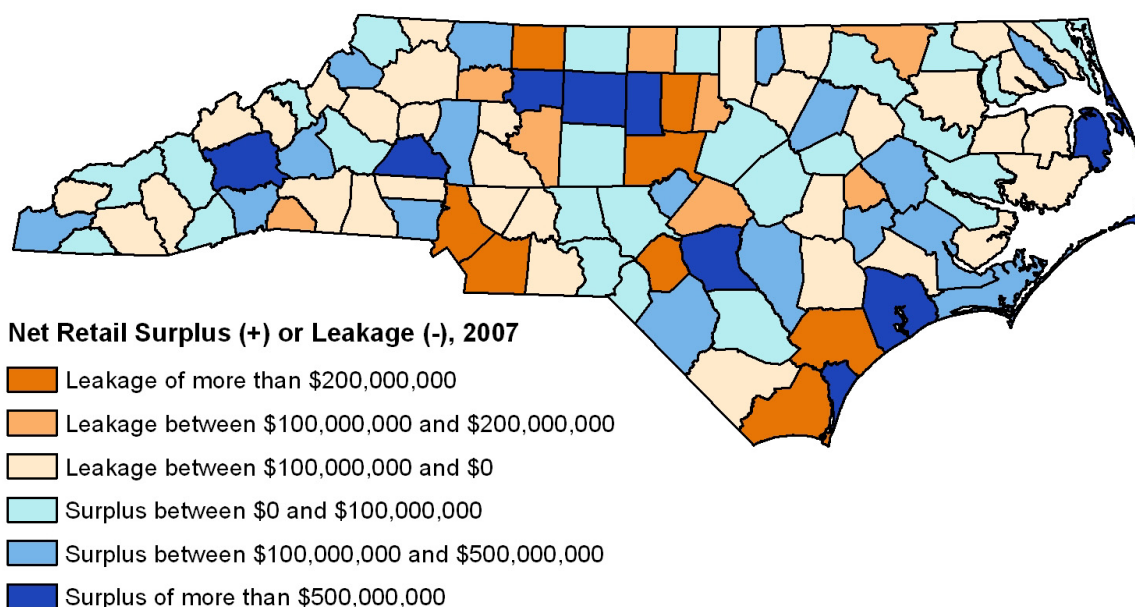 Net Retail Surplus (+) or Leakage (-), 2007
Leakage of more than $200,000,000
Leakage between $100,000,000 and $200,000,000
Leakage between $100,000,000 and $0
Surplus between $0 and $100,000,000
Surplus between $100,000,000 and $500,000,000
Surplus of more than $500,000,000